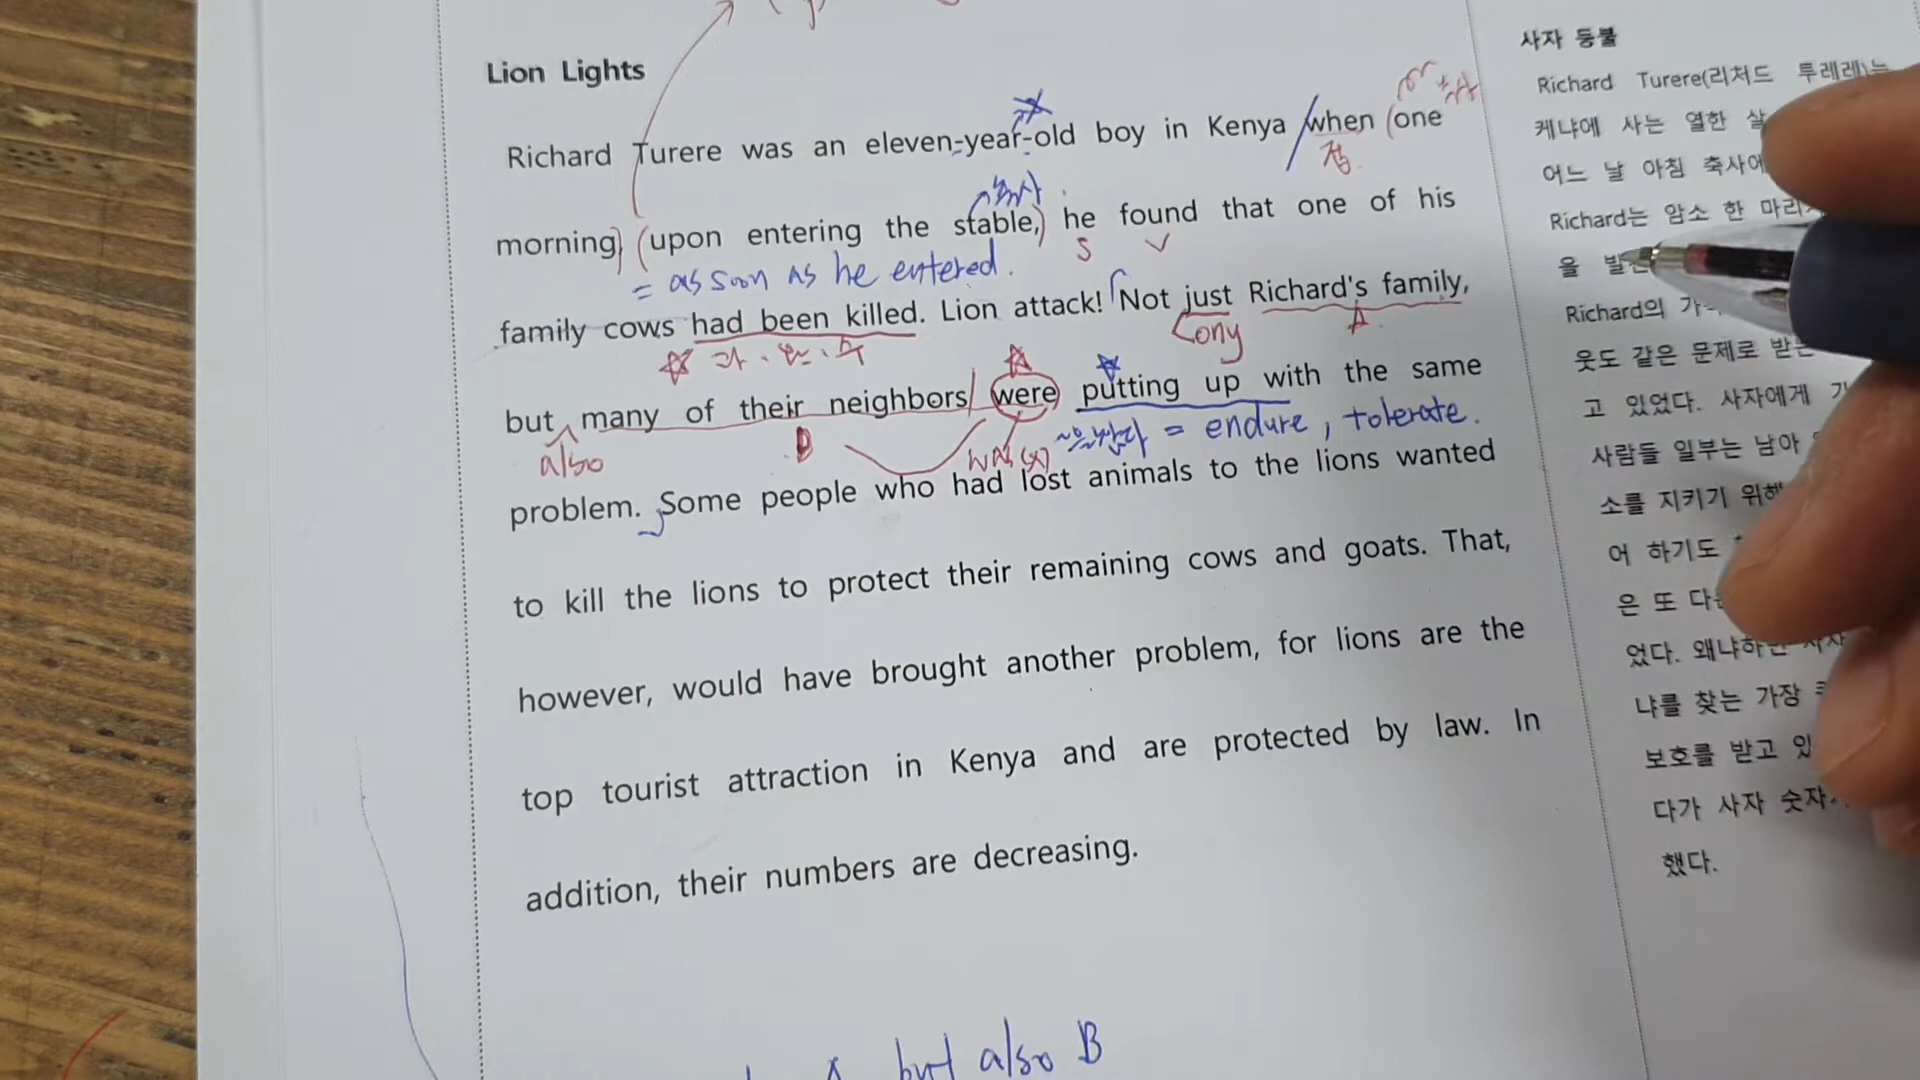 Lion Lights
Richard Turere was an eleven-year-old boy in Kenya when one
점
morning, upon entering the stable, he found that one of his
S V
= as soon as he entered.
family cows had been killed. Lion attack! Not just Richard's family,
only A
과·완·수
but many of their neighbors were putting up with the same
also B was(x) = endure, tolerate.
problem. Some people who had lost animals to the lions wanted
to kill the lions to protect their remaining cows and goats. That,
however, would have brought another problem, for lions are the
top tourist attraction in Kenya and are protected by law. In
addition, their numbers are decreasing.
but also B
사자 등불
Richard Turere(리처드 투레레)는
케냐에 사는 열한 살
어느 날 아침 축사에
Richard는 암소 한 마리
을
Richard의
웃도 같은 문제로 받는
고 있었다. 사자에게
사람들 일부는 남아
소를 지키기 위해
어 하기도
은 또
었다. 왜냐하면
냐를 찾는 가장
보호를 받고
다가 사자 숫자
했다.